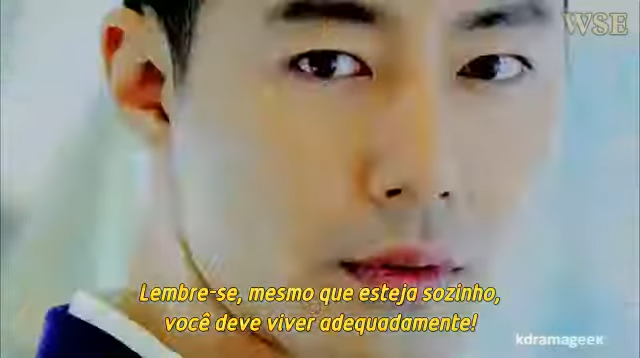 WSE
Lembre-se, mesmo que esteja sozinho,
você deve viver adequadamente!
kdramageek